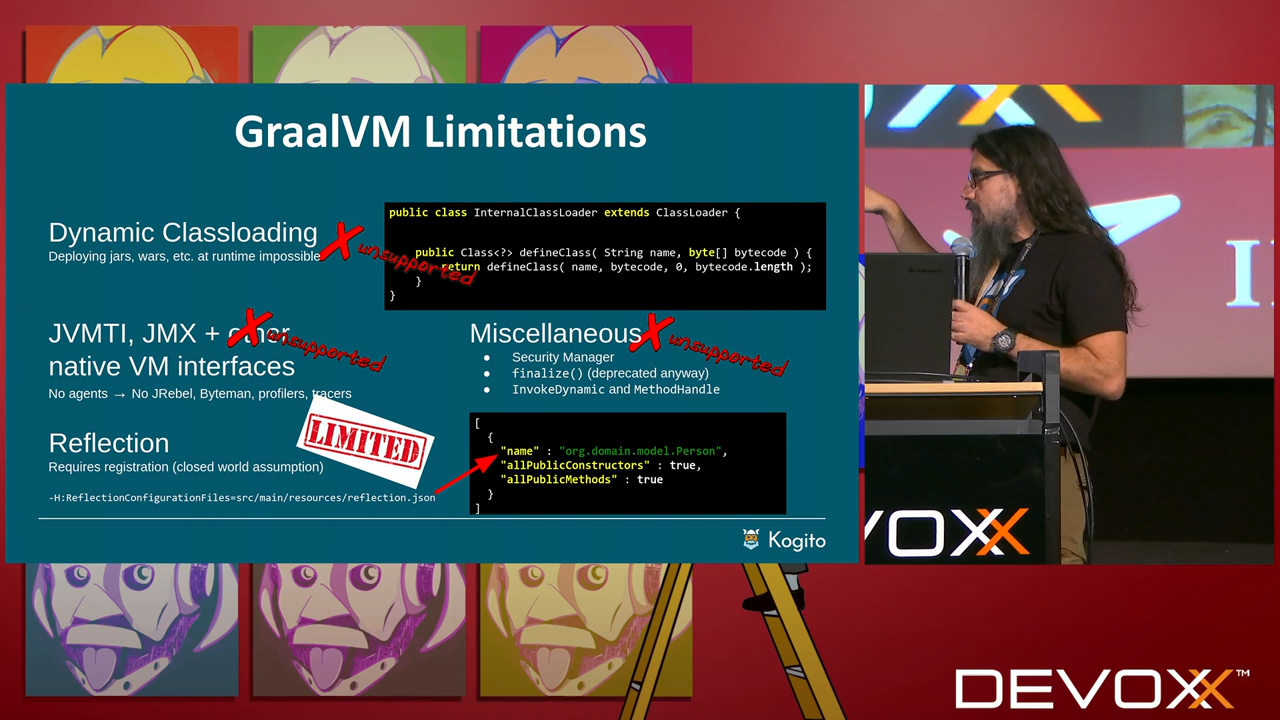 GraalVM Limitations
Dynamic Classloading
Deploying jars, wars, etc. at runtime impossible
unsupported
public class InternalClassLoader extends ClassLoader {
public Class<?> defineClass( String name, byte[] bytecode ) {
return defineClass( name, bytecode, 0, bytecode.length );
}
}
JVMTI, JMX + other
native VM interfaces
unsupported
No agents → No JRebel, Byteman, profilers, tracers
Miscellaneous
unsupported
● Security Manager
● finalize() (deprecated anyway)
● InvokeDynamic and MethodHandle
Reflection
LIMITED
Requires registration (closed world assumption)
-H:ReflectionConfigurationFiles=src/main/resources/reflection.json
[
{
"name" : "org.domain.model.Person",
"allPublicConstructors" : true,
"allPublicMethods" : true
}
]
Kogito
VOXX
DEVOXX™